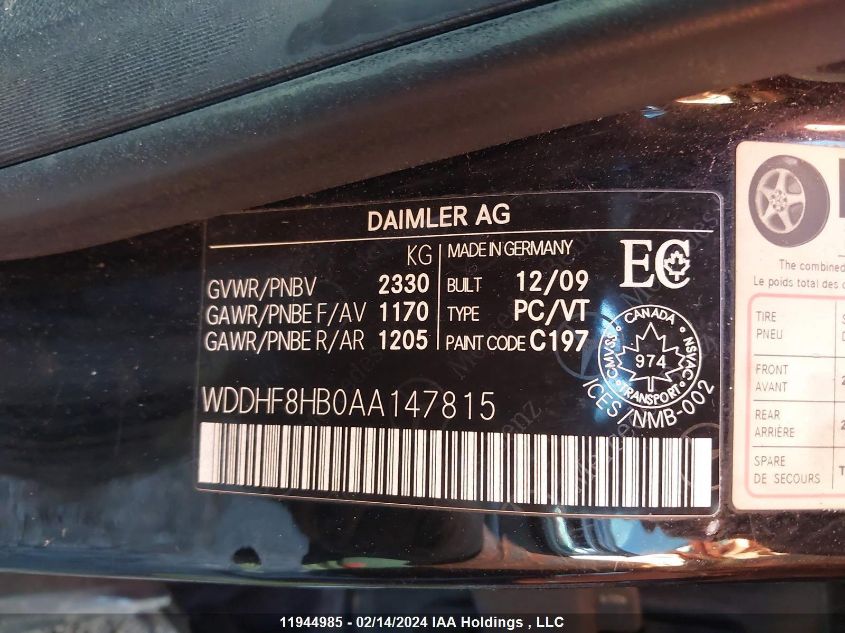 DAIMLER AG
KG
MADE IN GERMANY
GVWR/PNBV 2330
BUILT 12/09
GAWR/PNBE F/AV 1170
TYPE PC/VT
GAWR/PNBE R/AR 1205
PAINT CODE C197
EC
CANADA
CMVSS 974 NSVAC
TRANSPORT
ICES/NMB-002
WDDHF8HB0AA147815
The combined
Le poids total des
TIRE
PNEU
FRONT
AVANT
REAR
ARRIÈRE
SPARE
DE SECOURS
11944985 - 02/14/2024 IAA Holdings , LLC